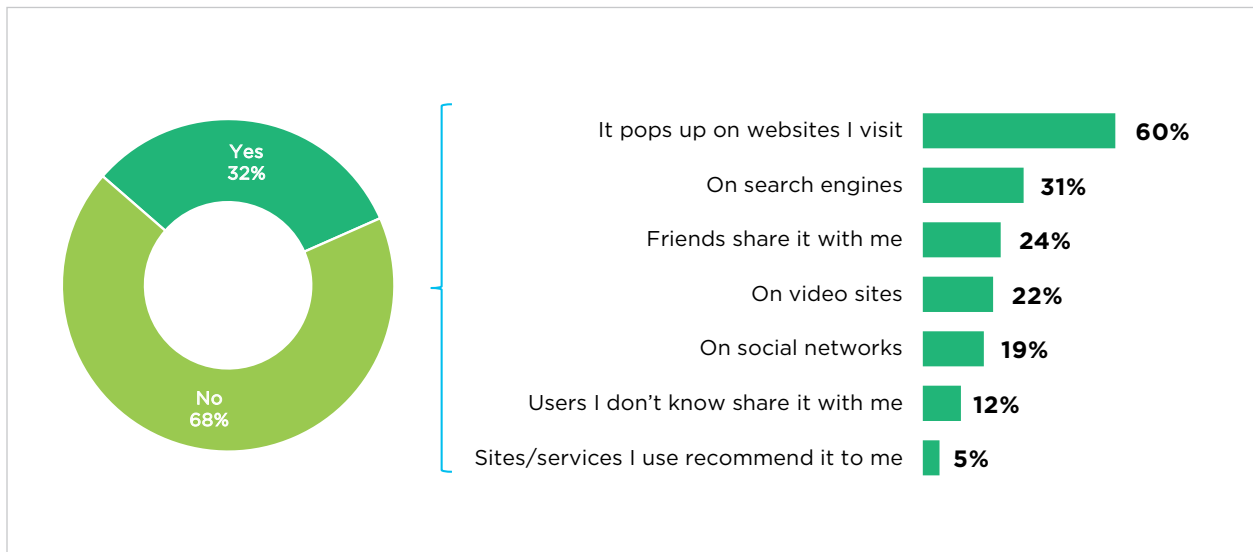 Yes
32%
No
68%
It pops up on websites I visit 60%
On search engines 31%
Friends share it with me 24%
On video sites 22%
On social networks 19%
Users I don’t know share it with me 12%
Sites/services I use recommend it to me 5%